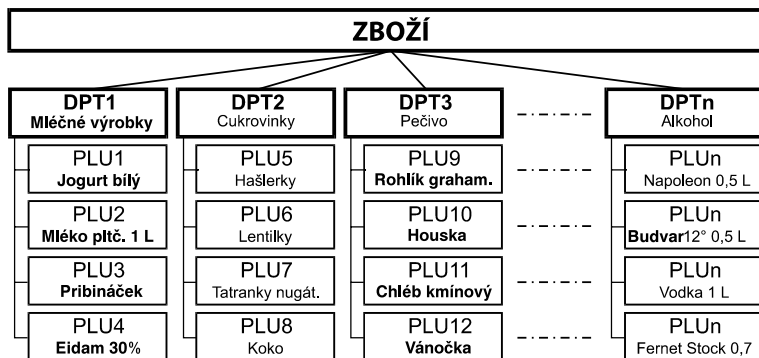 ZBOŽÍ
DPT1
Mléčné výrobky
PLU1
Jogurt bílý
PLU2
Mléko pltč. 1 L
PLU3
Pribináček
PLU4
Eidam 30%
DPT2
Cukrovinky
PLU5
Hašlerky
PLU6
Lentilky
PLU7
Tatranky nugát.
PLU8
Koko
DPT3
Pečivo
PLU9
Rohlík graham.
PLU10
Houska
PLU11
Chléb kmínový
PLU12
Vánočka
DPTn
Alkohol
PLUn
Napoleon 0,5 L
PLUn
Budvar12° 0,5 L
PLUn
Vodka 1 L
PLUn
Fernet Stock 0,7